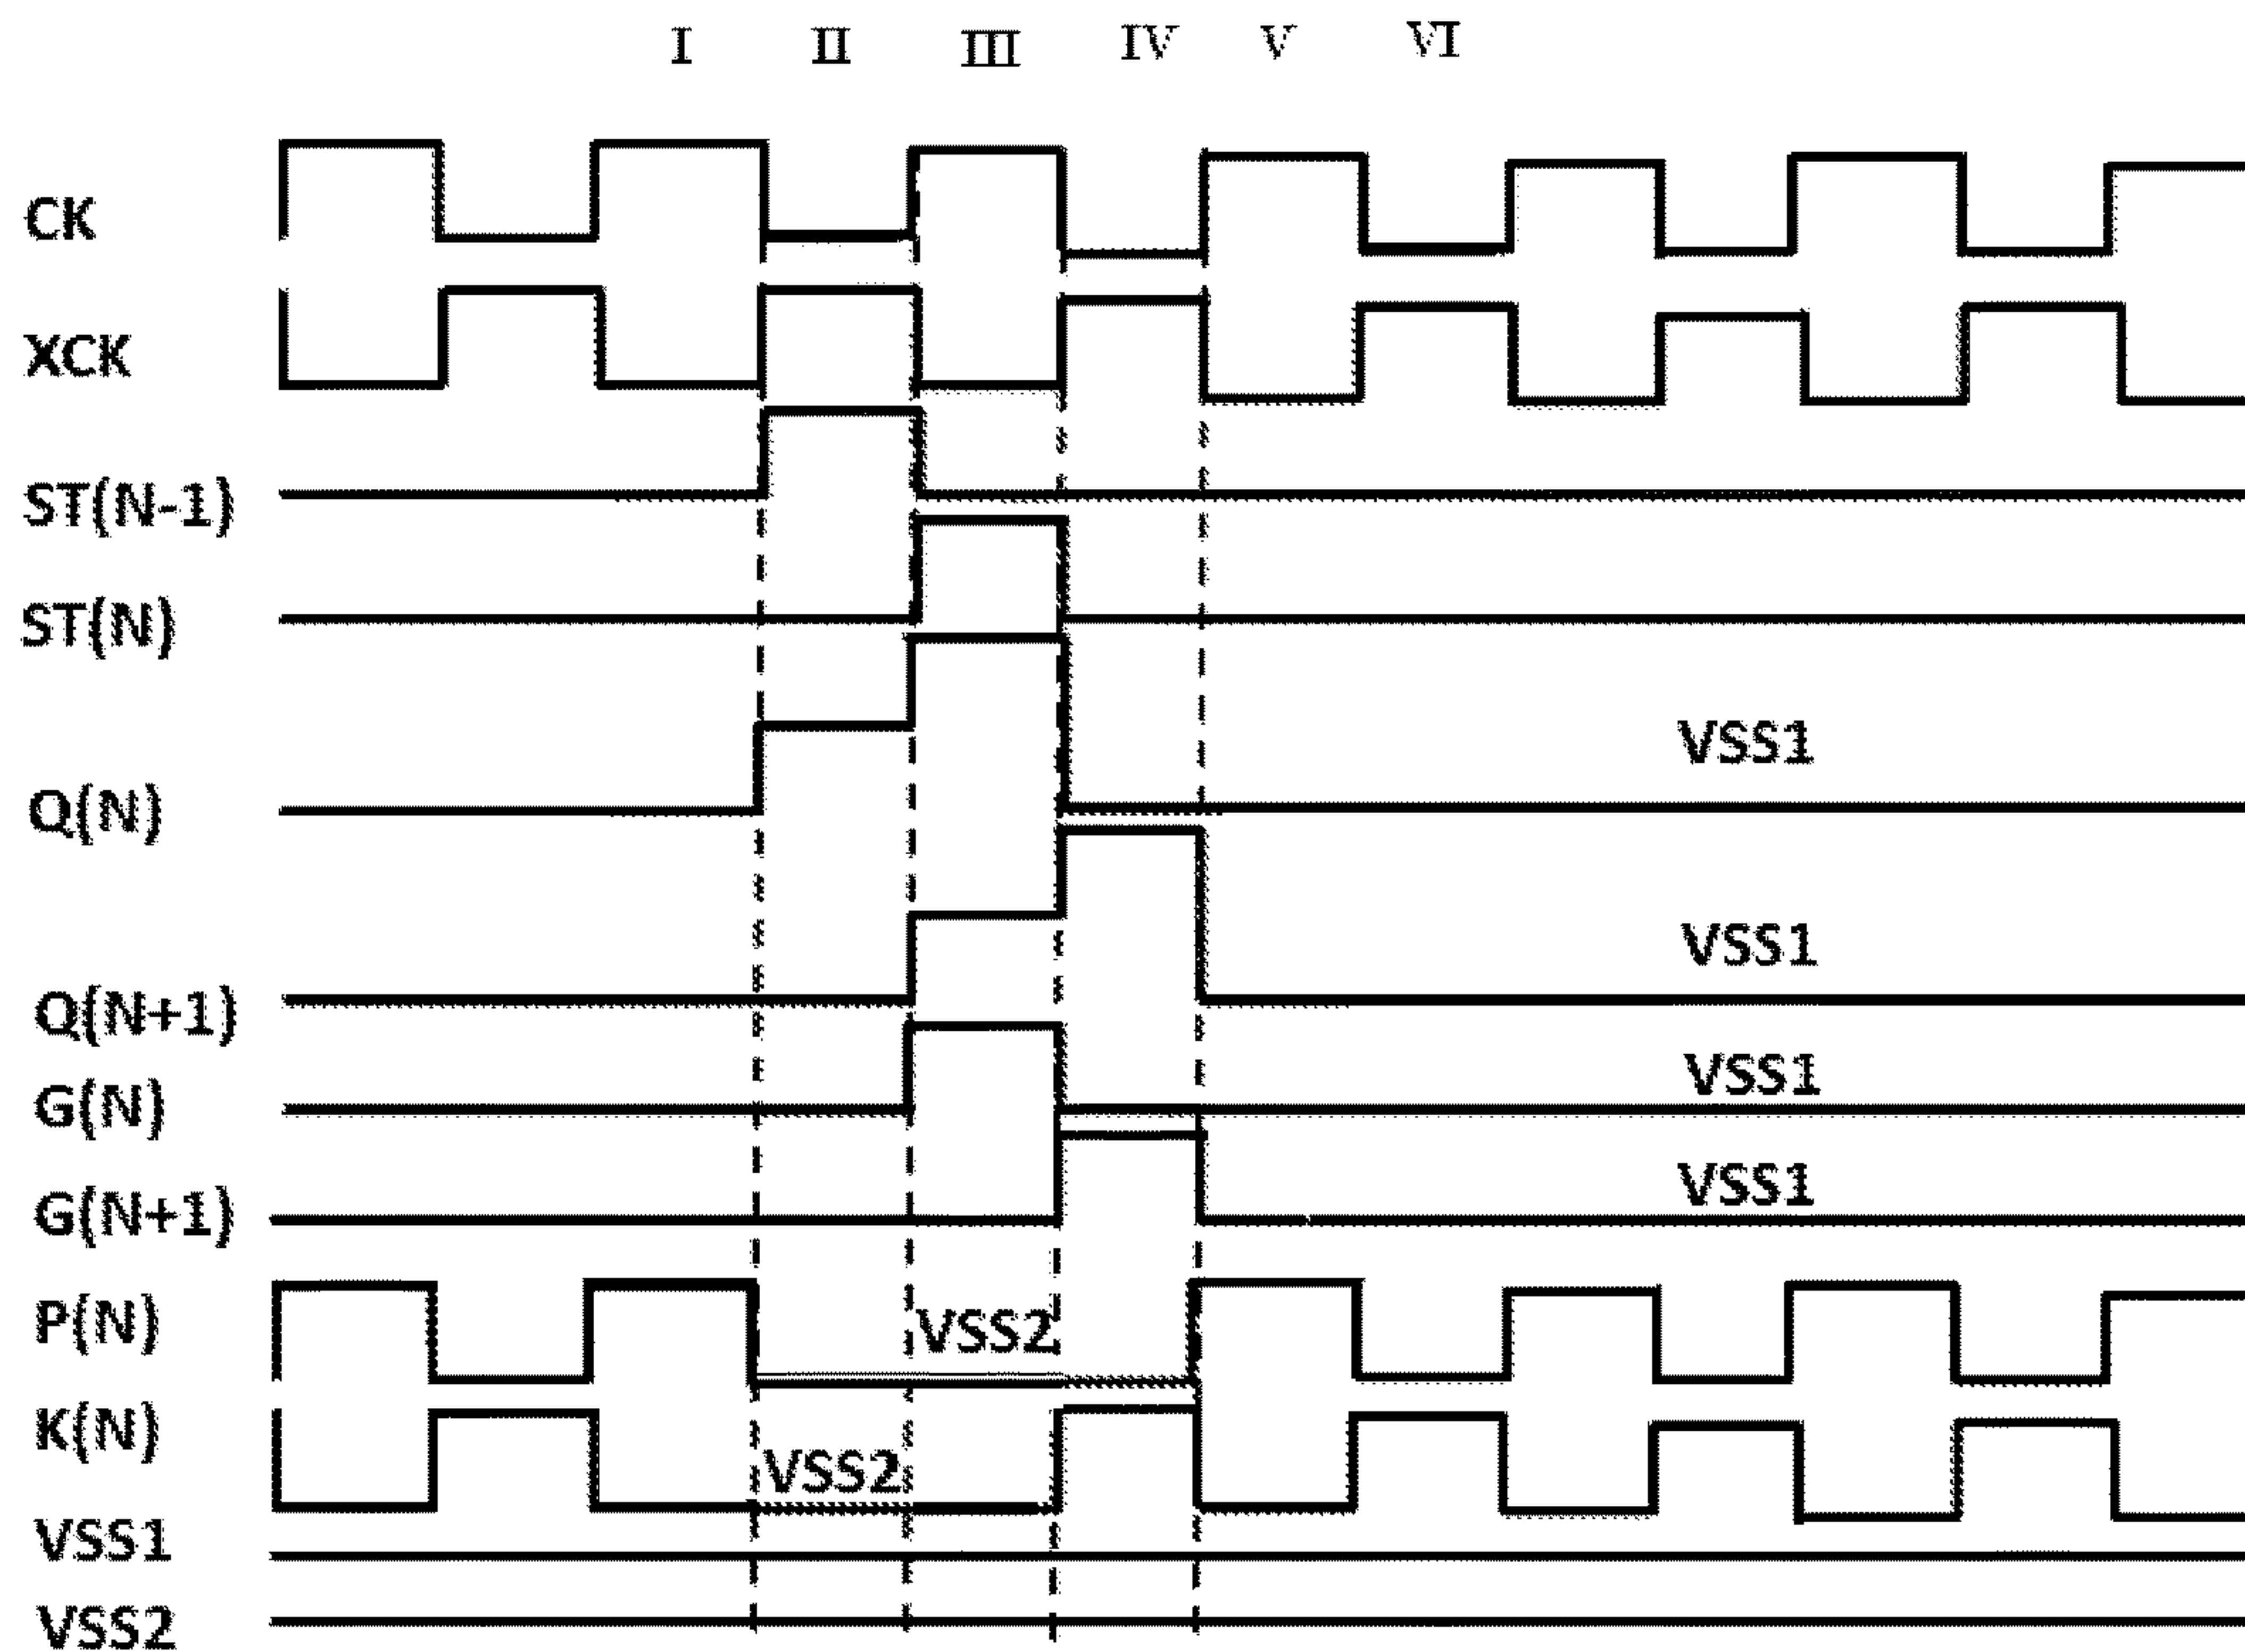 I II III IV V VI
CK
XCK
ST(N-1)
ST(N)
VSS1
Q(N)
VSS1
Q(N+1)
VSS1
G(N)
VSS1
G(N+1)
P(N) VSS2
K(N)
VSS2
VSS1
VSS2